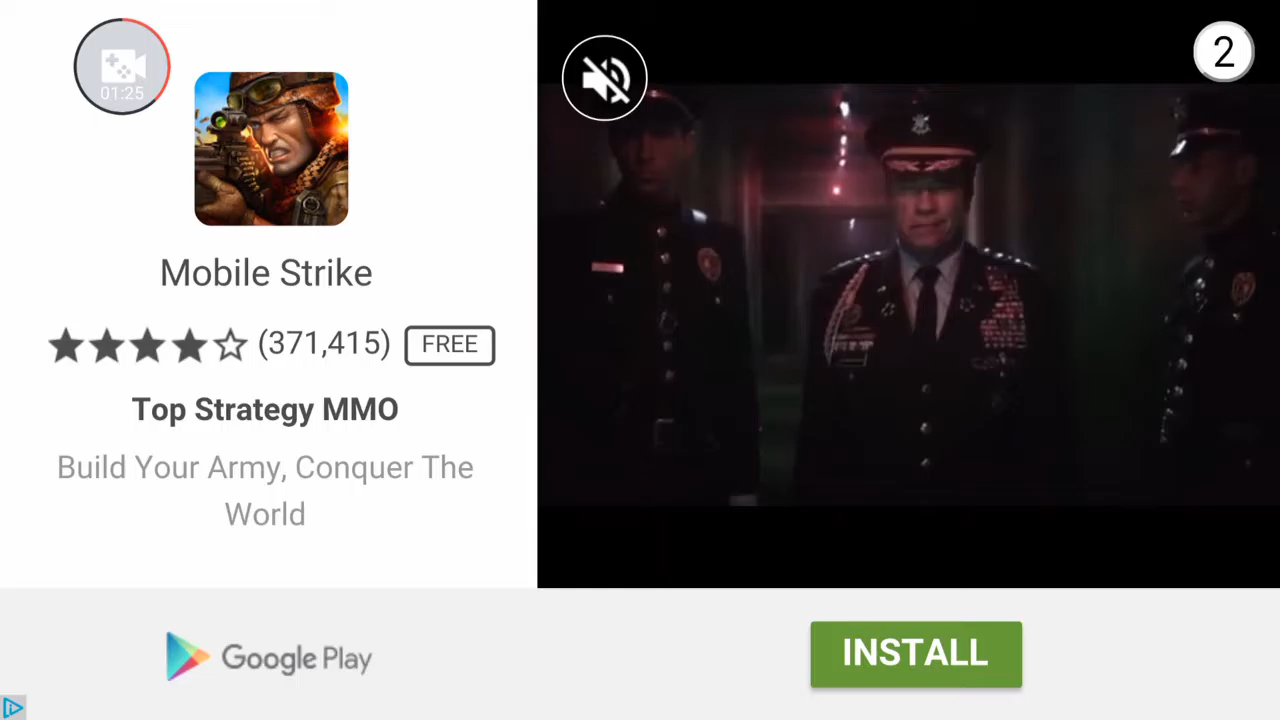 01:25
2
Mobile Strike
(371,415) FREE
Top Strategy MMO
Build Your Army, Conquer The
World
Google Play
INSTALL